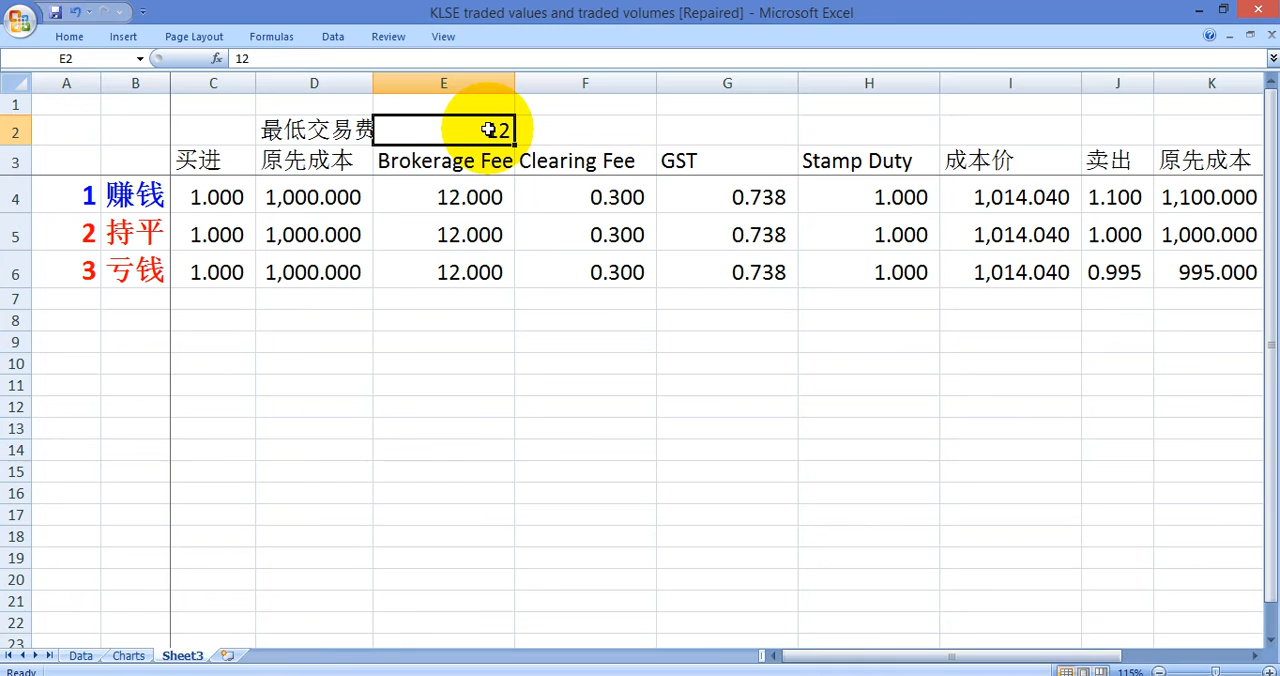 KLSE traded values and traded volumes [Repaired] - Microsoft Excel
Home Insert Page Layout Formulas Data Review View
E2 fx 12
A B C D E F G H I J K
1
2 最低交易费 12
3 买进 原先成本 Brokerage Fee Clearing Fee GST Stamp Duty 成本价 卖出 原先成本
4 1 赚钱 1.000 1,000.000 12.000 0.300 0.738 1.000 1,014.040 1.100 1,100.000
5 2 持平 1.000 1,000.000 12.000 0.300 0.738 1.000 1,014.040 1.000 1,000.000
6 3 亏钱 1.000 1,000.000 12.000 0.300 0.738 1.000 1,014.040 0.995 995.000
7
8
9
10
11
12
13
14
15
16
17
18
19
20
21
22
23
Data Charts Sheet3
Ready 115%